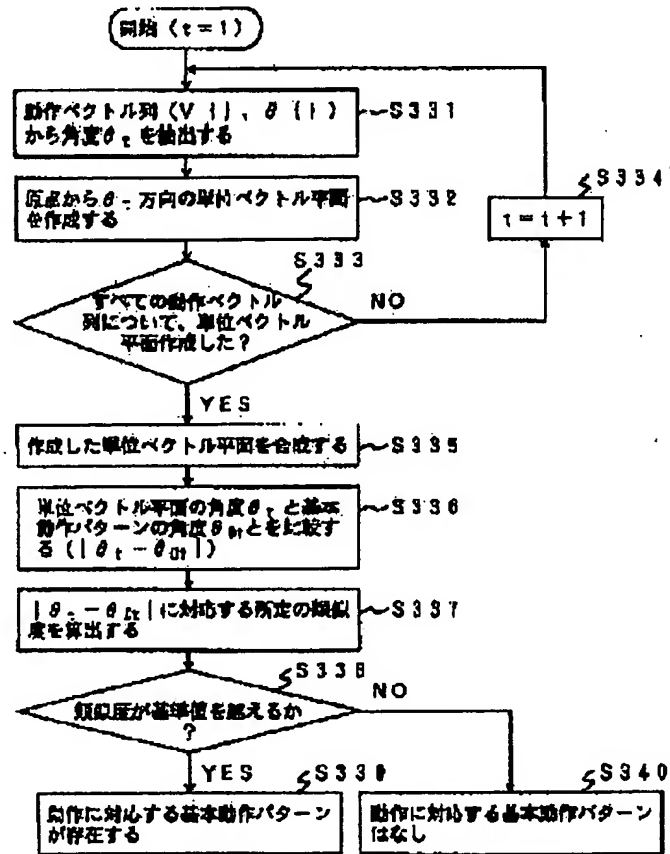 開始 (t=1)
動作ベクトル列 (V{}、θ{})
から角度θtを抽出する
S331
原点からθt方向の単位ベクトル平面
を作成する
S332
S333
すべての動作ベクトル
列について、単位ベクトル
平面作成した?
NO
S334
t=t+1
YES
作成した単位ベクトル平面を合成する
S335
単位ベクトル平面の角度θtと基本
動作パターンの角度θBtとを比較す
る (|θt-θBt|)
S336
|θt-θBt|に対応する所定の類似
度を算出する
S337
S338
類似度が基準値を越えるか
?
NO
YES
S339
S340
動作に対応する基本動作パターン
が存在する
動作に対応する基本動作パターン
はなし